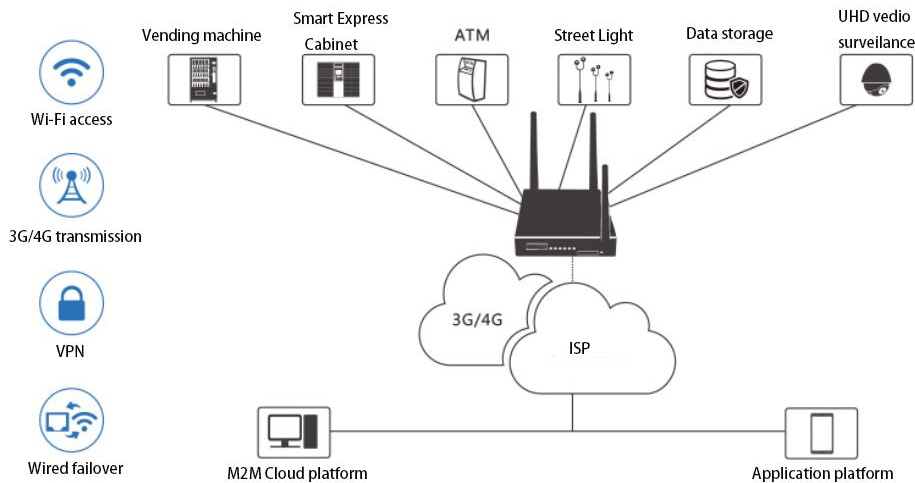 Vending machine
Smart Express
Cabinet
ATM
Street Light
Data storage
UHD vedio
surveilance
Wi-Fi access
3G/4G transmission
VPN
Wired failover
3G/4G
ISP
M2M Cloud platform
Application platform